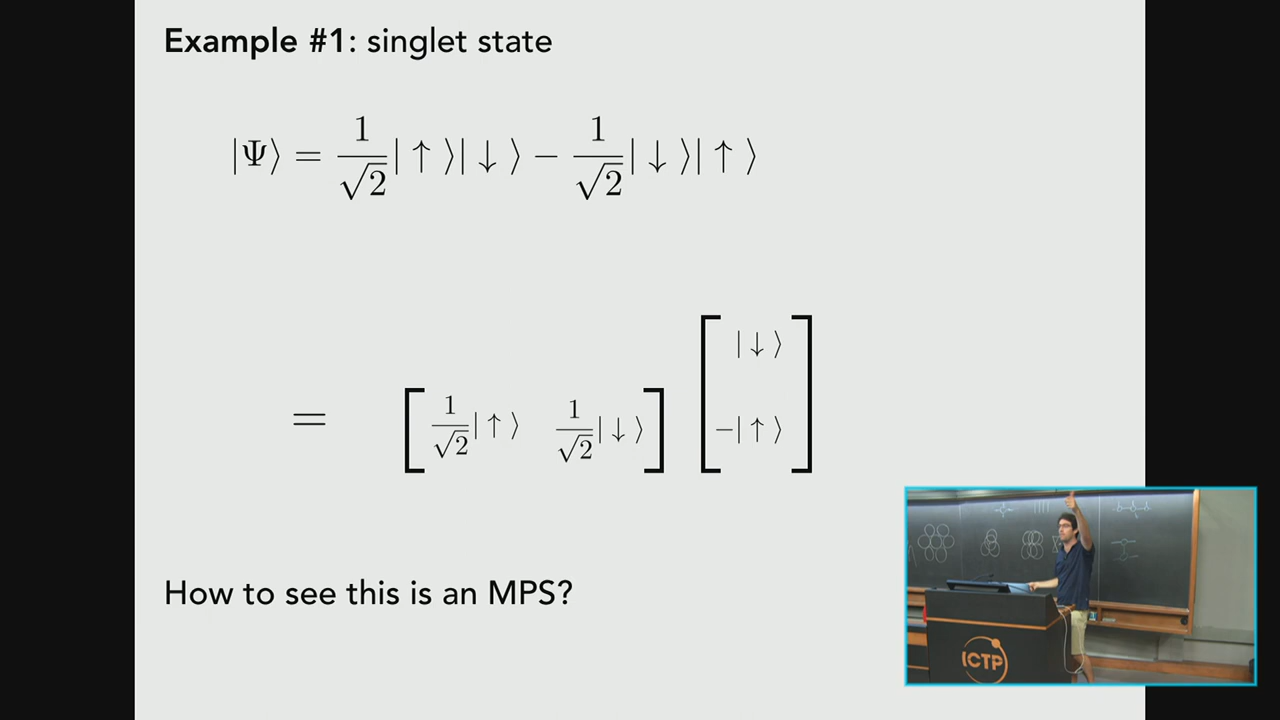 Example #1: singlet state
|Ψ⟩ = 1/√2 |↑⟩|↓⟩ − 1/√2 |↓⟩|↑⟩
= [ 1/√2 |↑⟩ 1/√2 |↓⟩ ] [ |↓⟩ −|↑⟩ ]
How to see this is an MPS?
ICTP